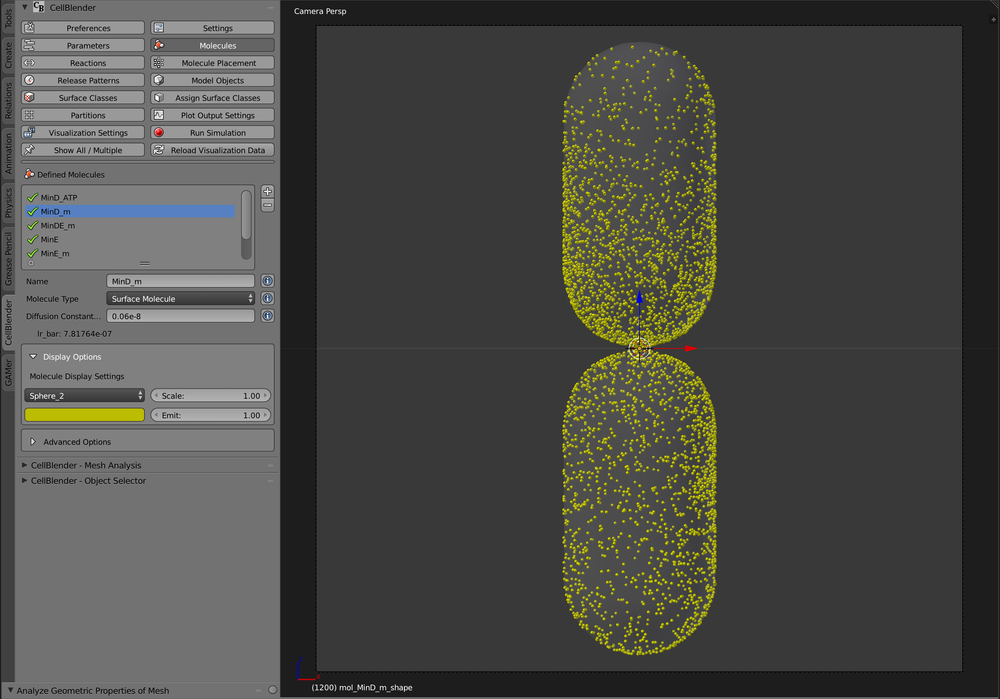 Tools
Create
Relations
Animation
Physics
Grease Pencil
CellBlender
GAMer
CB CellBlender
Preferences
Settings
Parameters
Molecules
Reactions
Molecule Placement
Release Patterns
Model Objects
Surface Classes
Assign Surface Classes
Partitions
Plot Output Settings
Visualization Settings
Run Simulation
Show All / Multiple
Reload Visualization Data
Defined Molecules
MinD_ATP
MinD_m
MinDE_m
MinE
MinE_m
Name MinD_m
Molecule Type Surface Molecule
Diffusion Constant... 0.06e-8
lr_bar: 7.81764e-07
Display Options
Molecule Display Settings
Sphere_2
Scale: 1.00
Emit: 1.00
Advanced Options
CellBlender - Mesh Analysis
CellBlender - Object Selector
Analyze Geometric Properties of Mesh
Camera Persp
z
x
(1200) mol_MinD_m_shape